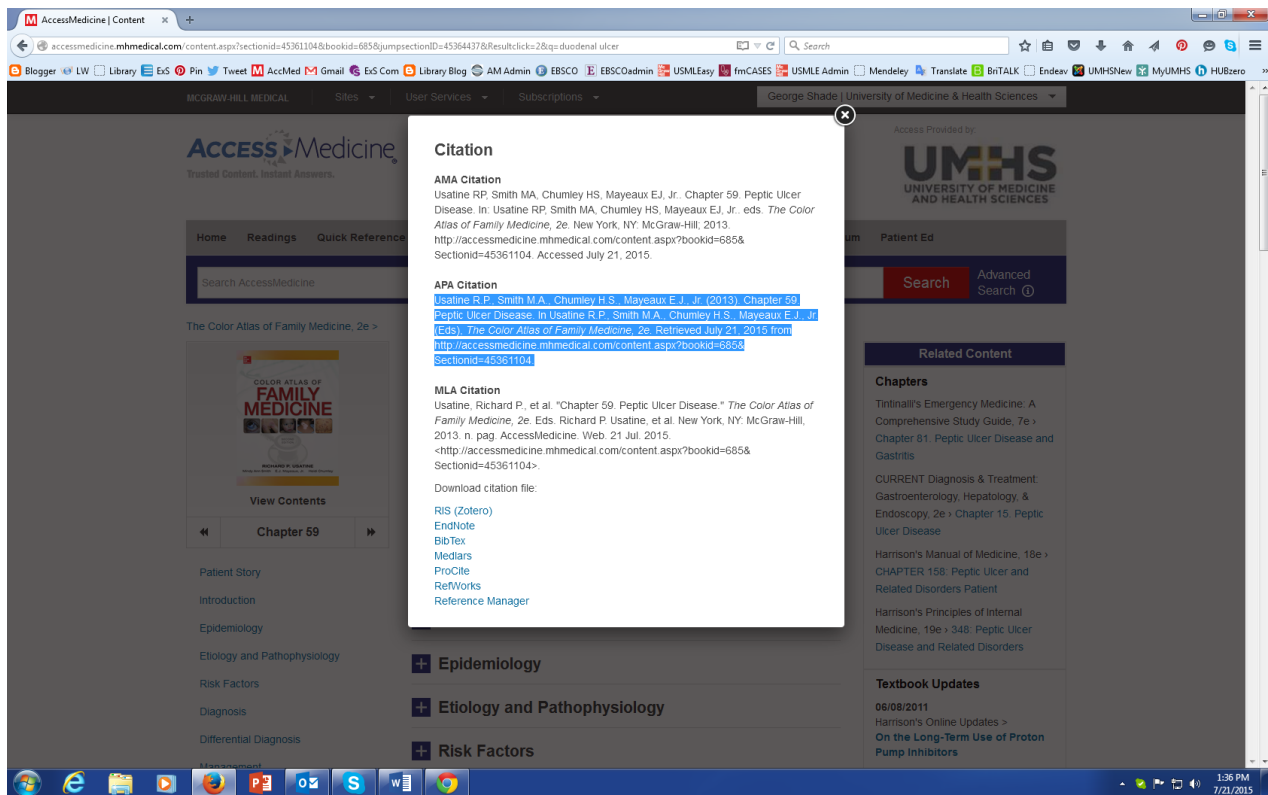 AccessMedicine | Content
accessmedicine.mhmedical.com/content.aspx?sectionid=45361104&bookid=685&jumpsectionID=45364437&Resultclick=2&q=duodenal ulcer
Search
Blogger LW Library ExS Pin Tweet AccMed Gmail ExS Com Library Blog AM Admin EBSCO EBSCOadmin USMLEasy fmCASES USMLE Admin Mendeley Translate BriTALK Endeav UMHSNew MyUMHS HUBzero »
MCGRAW-HILL MEDICAL Sites User Services Subscriptions George Shade | University of Medicine & Health Sciences
ACCESS Medicine
Trusted Content. Instant Answers.
Access Provided by:
UMHS
UNIVERSITY OF MEDICINE
AND HEALTH SCIENCES
Home Readings Quick Reference um Patient Ed
Search AccessMedicine
Search
Advanced
Search
The Color Atlas of Family Medicine, 2e >
COLOR ATLAS OF
FAMILY
MEDICINE
RICHARD P. USATINE
View Contents
Chapter 59
Patient Story
Introduction
Epidemiology
Etiology and Pathophysiology
Risk Factors
Diagnosis
Differential Diagnosis
Management
Citation
AMA Citation
Usatine RP, Smith MA, Chumley HS, Mayeaux EJ, Jr.. Chapter 59. Peptic Ulcer
Disease. In: Usatine RP, Smith MA, Chumley HS, Mayeaux EJ, Jr.. eds. The Color
Atlas of Family Medicine, 2e. New York, NY: McGraw-Hill; 2013.
http://accessmedicine.mhmedical.com/content.aspx?bookid=685&
Sectionid=45361104. Accessed July 21, 2015.
APA Citation
Usatine R.P., Smith M.A., Chumley H.S., Mayeaux E.J., Jr. (2013). Chapter 59.
Peptic Ulcer Disease. In Usatine R.P., Smith M.A., Chumley H.S., Mayeaux E.J., Jr.
(Eds), The Color Atlas of Family Medicine, 2e. Retrieved July 21, 2015 from
http://accessmedicine.mhmedical.com/content.aspx?bookid=685&
Sectionid=45361104.
MLA Citation
Usatine, Richard P., et al. "Chapter 59. Peptic Ulcer Disease." The Color Atlas of
Family Medicine, 2e. Eds. Richard P. Usatine, et al. New York, NY: McGraw-Hill,
2013. n. pag. AccessMedicine. Web. 21 Jul. 2015.
<http://accessmedicine.mhmedical.com/content.aspx?bookid=685&
Sectionid=45361104>.
Download citation file:
RIS (Zotero)
EndNote
BibTex
Medlars
ProCite
RefWorks
Reference Manager
Epidemiology
Etiology and Pathophysiology
Risk Factors
Related Content
Chapters
Tintinalli's Emergency Medicine: A
Comprehensive Study Guide, 7e >
Chapter 81. Peptic Ulcer Disease and
Gastritis
CURRENT Diagnosis & Treatment:
Gastroenterology, Hepatology, &
Endoscopy, 2e > Chapter 15. Peptic
Ulcer Disease
Harrison's Manual of Medicine, 18e >
CHAPTER 158: Peptic Ulcer and
Related Disorders Patient
Harrison's Principles of Internal
Medicine, 19e > 348: Peptic Ulcer
Disease and Related Disorders
Textbook Updates
06/08/2011
Harrison's Online Updates >
On the Long-Term Use of Proton
Pump Inhibitors
1:36 PM
7/21/2015